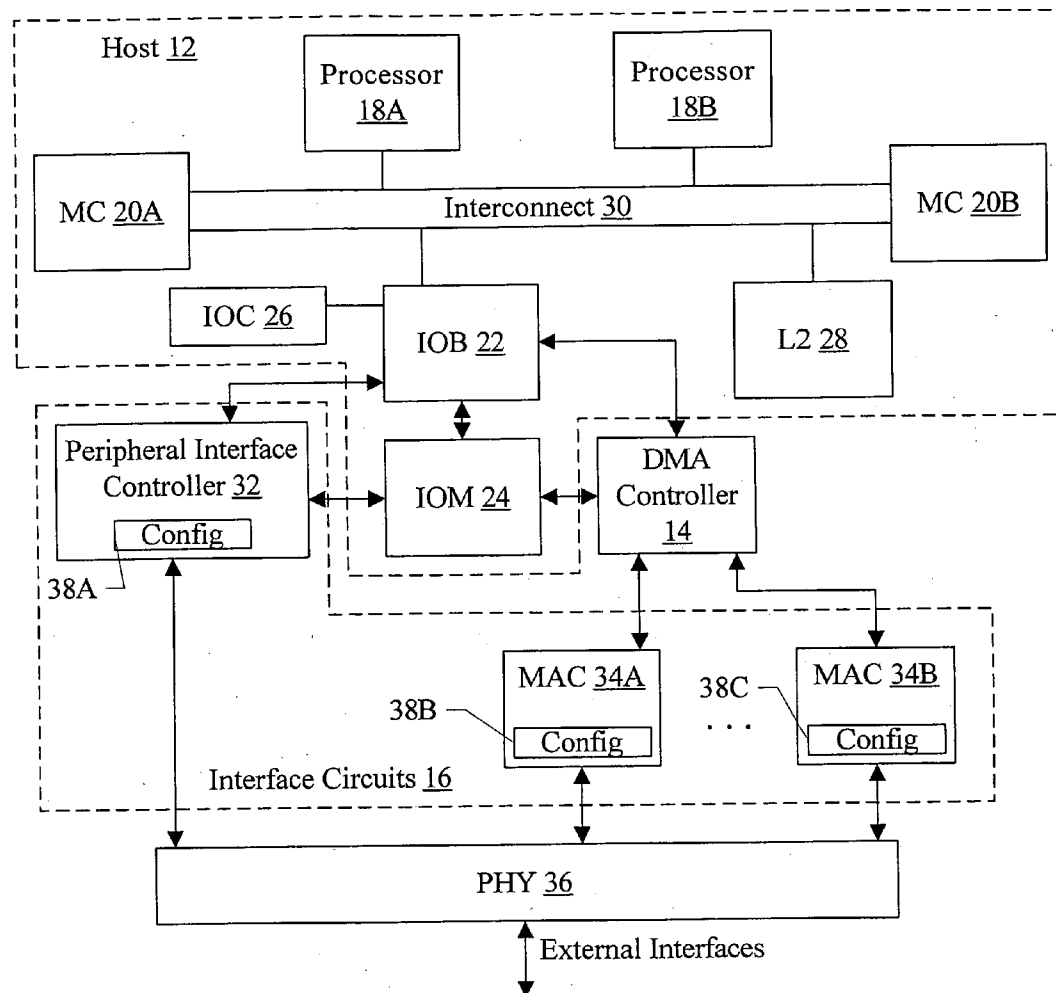 Host 12
Processor
18A
Processor
18B
MC 20A
Interconnect 30
MC 20B
IOC 26
IOB 22
L2 28
Peripheral Interface
Controller 32
Config
38A
IOM 24
DMA
Controller
14
MAC 34A
38B
Config
38C
. . .
MAC 34B
Config
Interface Circuits 16
PHY 36
External Interfaces